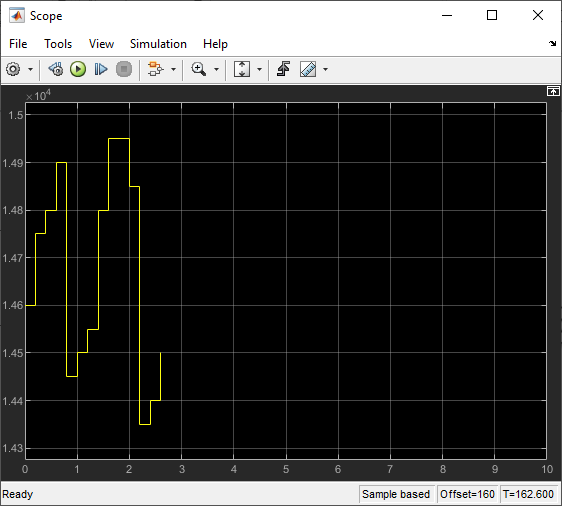 Scope
File Tools View Simulation Help
×10⁴
1.5
1.49
1.48
1.47
1.46
1.45
1.44
1.43
0 1 2 3 4 5 6 7 8 9 10
Ready Sample based Offset=160 T=162.600